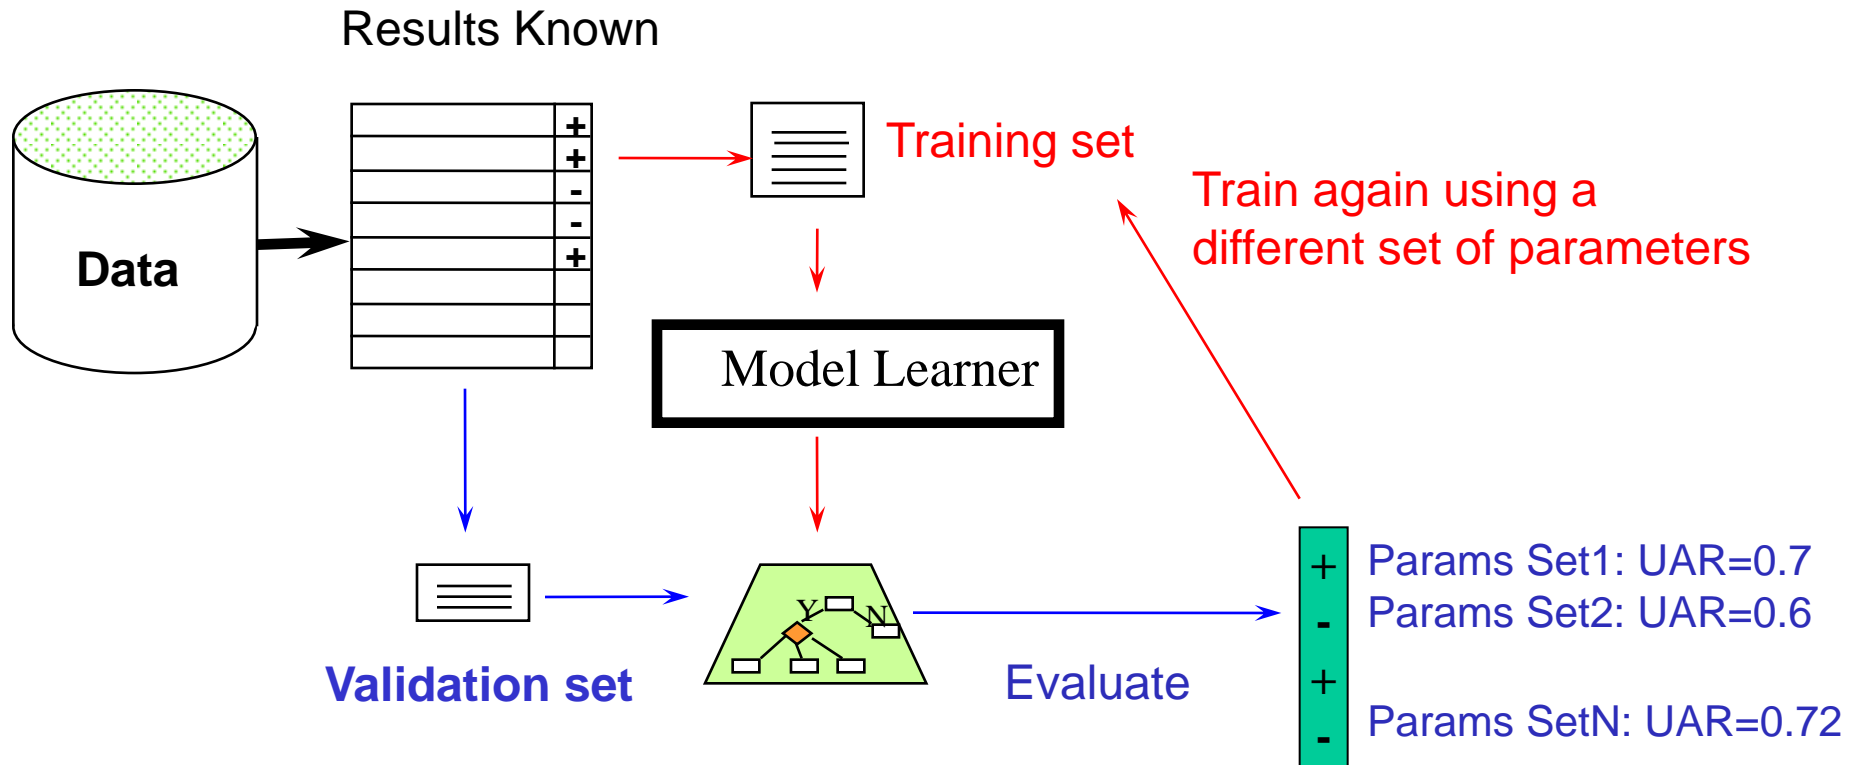 Results Known
+
+
-
-
+
Training set
Train again using a
different set of parameters
Data
Model Learner
Y
N
Validation set
Evaluate
+
-
+
-
Params Set1: UAR=0.7
Params Set2: UAR=0.6
Params SetN: UAR=0.72